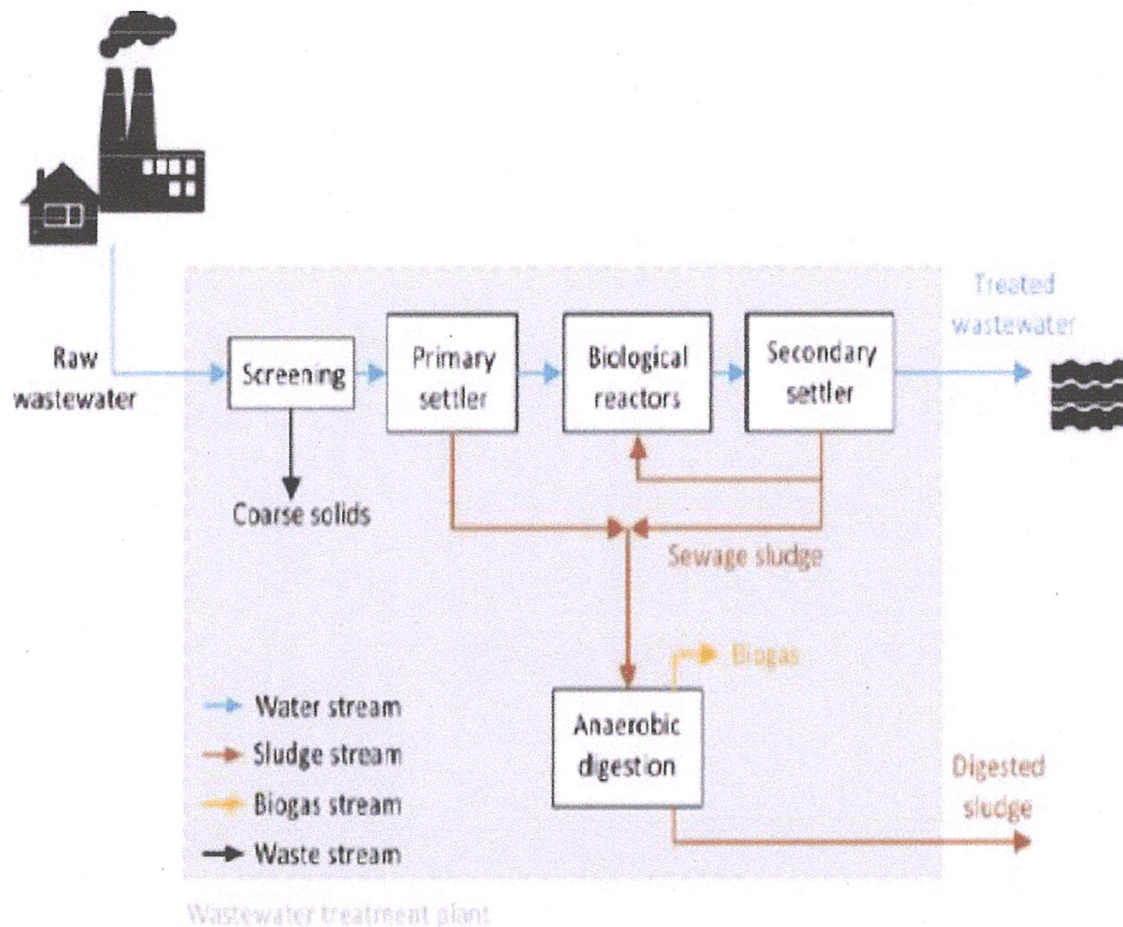 Treated
wastewater
Raw
wastewater
Screening
Primary
settler
Biological
reactors
Secondary
settler
Coarse solids
Sewage sludge
Biogas
Anaerobic
digestion
Water stream
Sludge stream
Biogas stream
Waste stream
Digested
sludge
Wastewater treatment plant